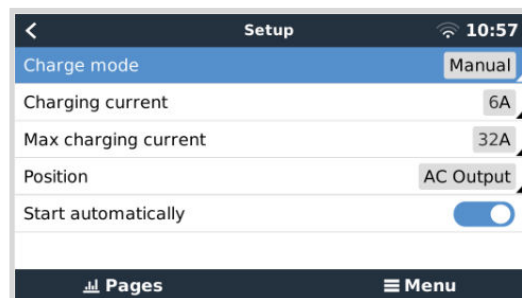 Setup 10:57
Charge mode Manual
Charging current 6A
Max charging current 32A
Position AC Output
Start automatically
Pages Menu